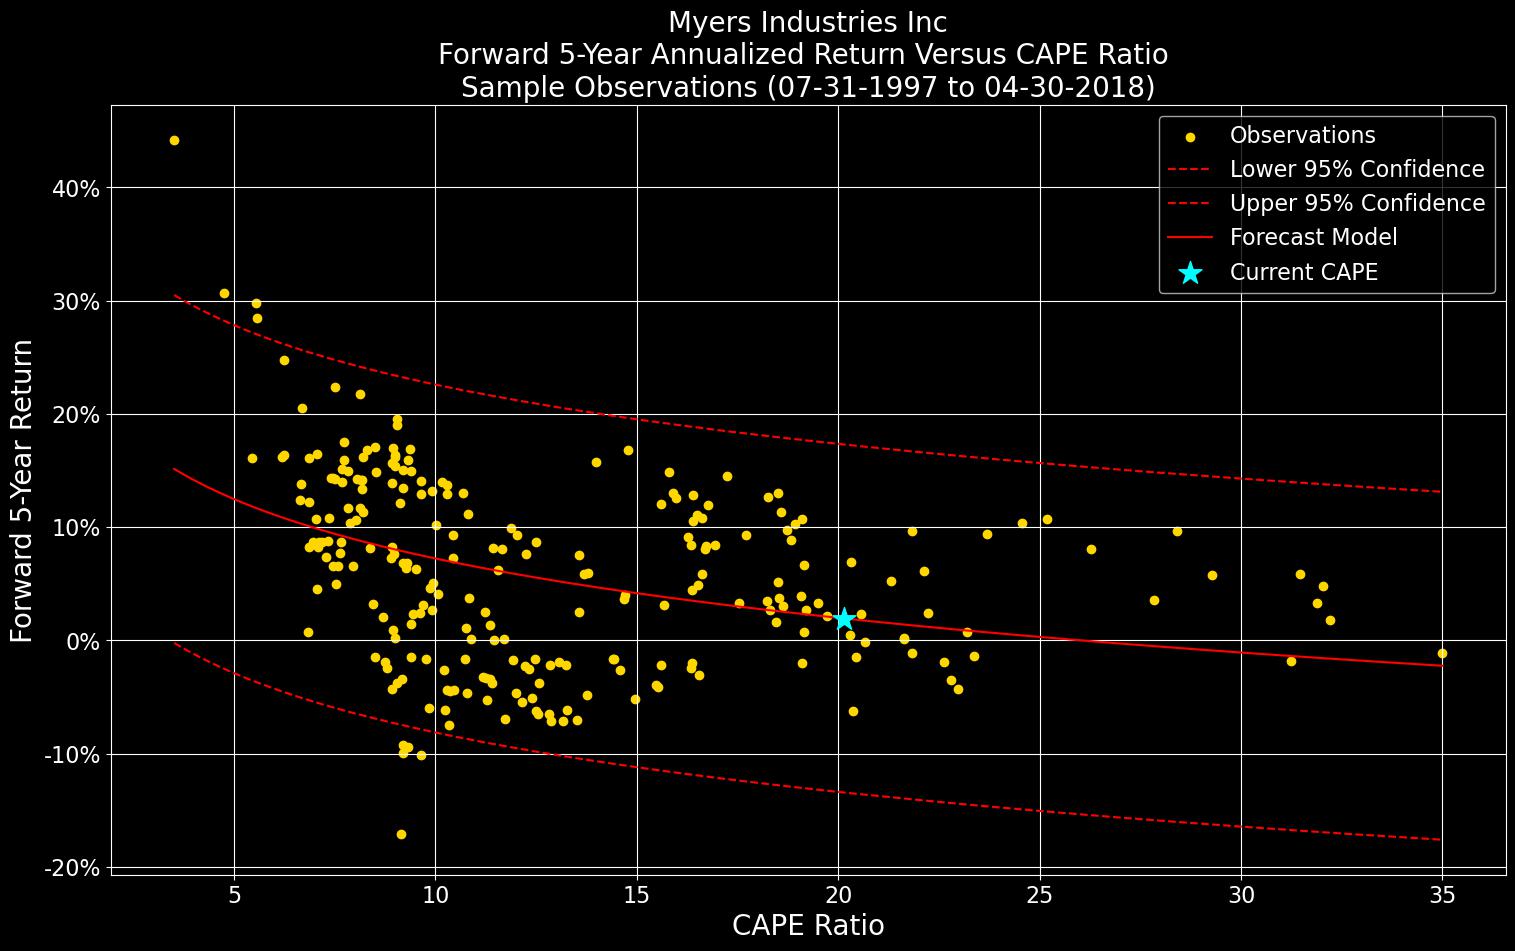 Myers Industries Inc
Forward 5-Year Annualized Return Versus CAPE Ratio
Sample Observations (07-31-1997 to 04-30-2018)
Observations
Lower 95% Confidence
Upper 95% Confidence
Forecast Model
Current CAPE
Forward 5-Year Return
40%
30%
20%
10%
0%
-10%
-20%
5 10 15 20 25 30 35
CAPE Ratio